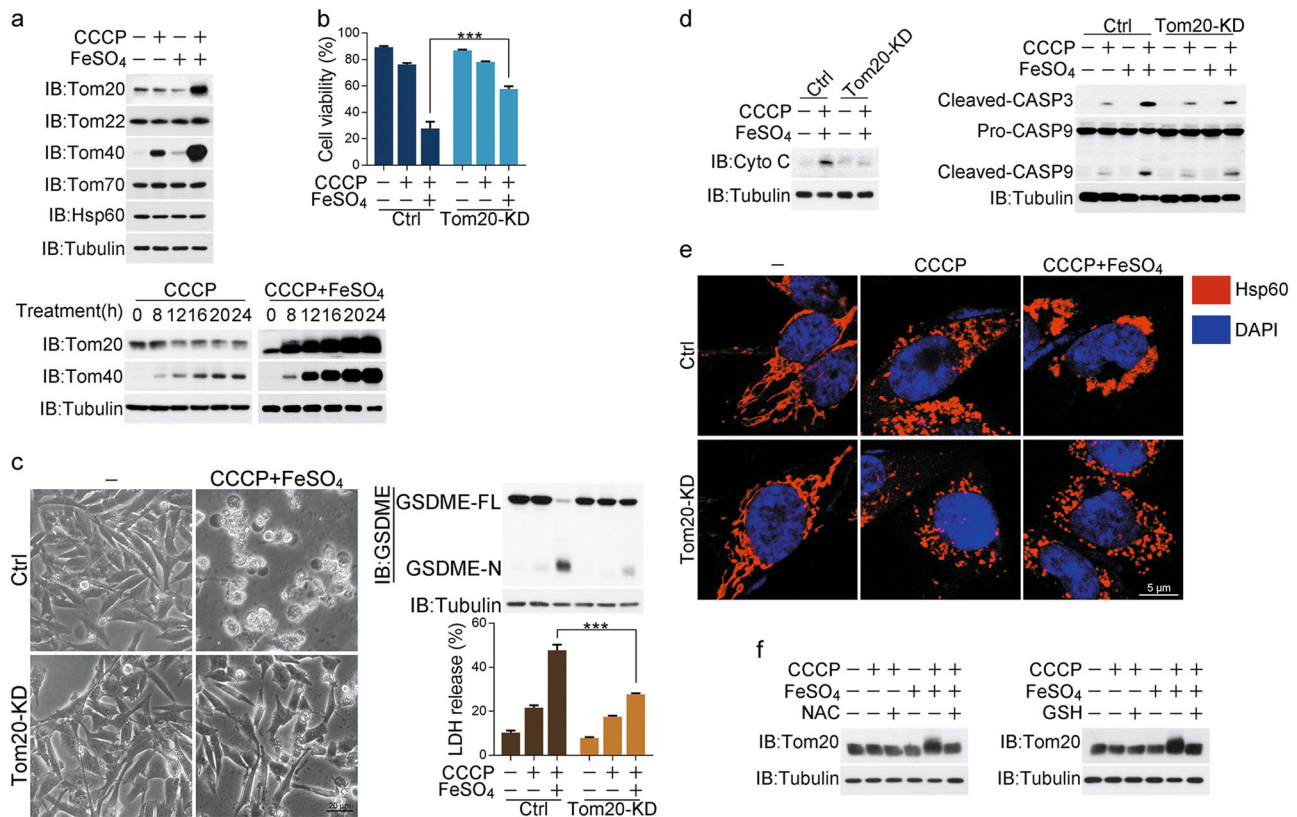 a
CCCP − + − +
FeSO₄ − − + +
IB:Tom20
IB:Tom22
IB:Tom40
IB:Tom70
IB:Hsp60
IB:Tubulin
CCCP CCCP+FeSO₄
Treatment(h) 0 8 12 16 20 24 0 8 12 16 20 24
IB:Tom20
IB:Tom40
IB:Tubulin
b
Cell viability (%)
100
80
60
40
20
0
***
CCCP − + + − + +
FeSO₄ − − + − − +
Ctrl Tom20-KD
c
− CCCP+FeSO₄
Ctrl
Tom20-KD
20 µm
IB:GSDME
GSDME-FL
GSDME-N
IB:Tubulin
LDH release (%)
60
40
20
0
***
CCCP − + + − + +
FeSO₄ − − + − − +
Ctrl Tom20-KD
d
Ctrl Tom20-KD
CCCP − + − +
FeSO₄ − + − +
IB:Cyto C
IB:Tubulin
Ctrl Tom20-KD
CCCP − + − + − + − +
FeSO₄ − − + + − − + +
Cleaved-CASP3
Pro-CASP9
Cleaved-CASP9
IB:Tubulin
e
− CCCP CCCP+FeSO₄
Ctrl
Tom20-KD
5 µm
Hsp60
DAPI
f
CCCP − + + − + +
FeSO₄ − − − + + +
NAC − − + − − +
IB:Tom20
IB:Tubulin
CCCP − + + − + +
FeSO₄ − − − + + +
GSH − − + − − +
IB:Tom20
IB:Tubulin